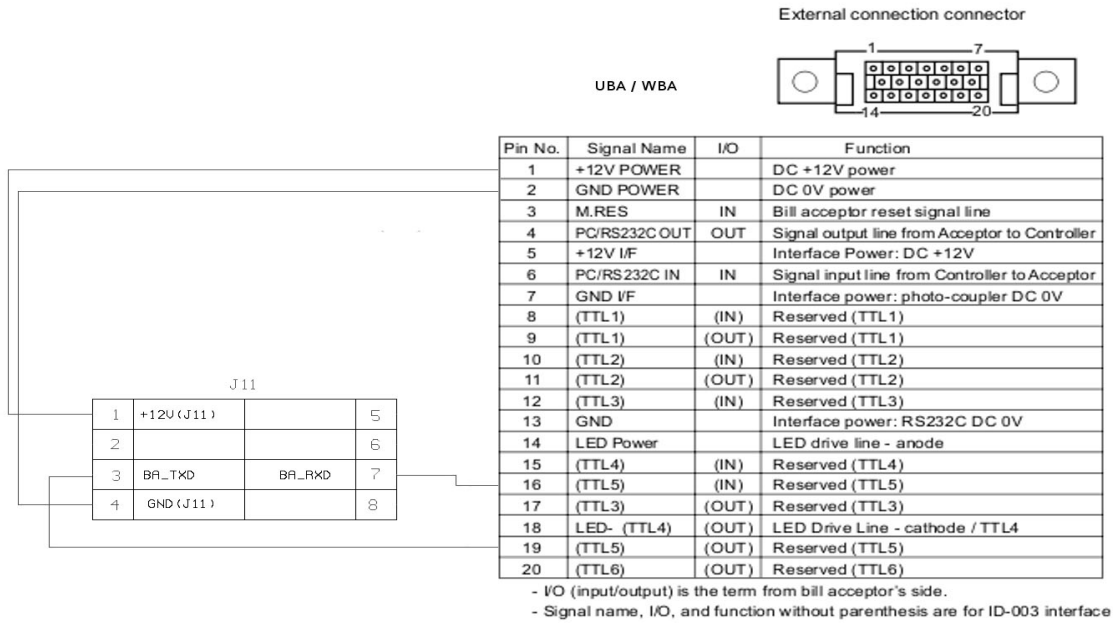 External connection connector
UBA / WBA
1 7
14 20
Pin No. Signal Name I/O Function
1 +12V POWER DC +12V power
2 GND POWER DC 0V power
3 M.RES IN Bill acceptor reset signal line
4 PC/RS232C OUT OUT Signal output line from Acceptor to Controller
5 +12V I/F Interface Power: DC +12V
6 PC/RS232C IN IN Signal input line from Controller to Acceptor
7 GND I/F Interface power: photo-coupler DC 0V
8 (TTL1) (IN) Reserved (TTL1)
9 (TTL1) (OUT) Reserved (TTL1)
10 (TTL2) (IN) Reserved (TTL2)
11 (TTL2) (OUT) Reserved (TTL2)
12 (TTL3) (IN) Reserved (TTL3)
13 GND Interface power: RS232C DC 0V
14 LED Power LED drive line - anode
15 (TTL4) (IN) Reserved (TTL4)
16 (TTL5) (IN) Reserved (TTL5)
17 (TTL3) (OUT) Reserved (TTL3)
18 LED- (TTL4) (OUT) LED Drive Line - cathode / TTL4
19 (TTL5) (OUT) Reserved (TTL5)
20 (TTL6) (OUT) Reserved (TTL6)
- I/O (input/output) is the term from bill acceptor's side.
- Signal name, I/O, and function without parenthesis are for ID-003 interface
J11
1 +12V(J11) 5
2 6
3 BA_TXD BA_RXD 7
4 GND(J11) 8